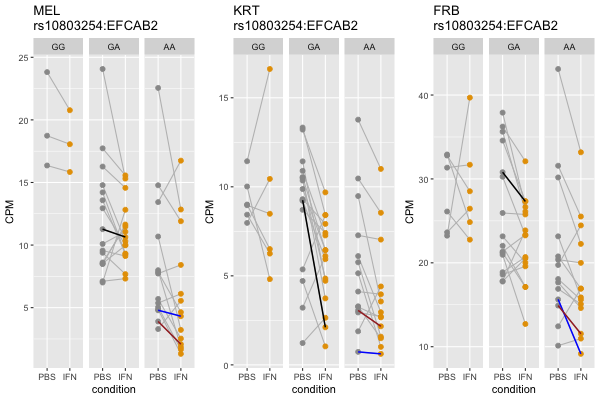 MEL
rs10803254:EFCAB2
GG GA AA
25
20
15
10
5
CPM
PBS IFN PBS IFN PBS IFN
condition
KRT
rs10803254:EFCAB2
GG GA AA
15
10
5
0
CPM
PBS IFN PBS IFN PBS IFN
condition
FRB
rs10803254:EFCAB2
GG GA AA
40
30
20
10
CPM
PBS IFN PBS IFN PBS IFN
condition